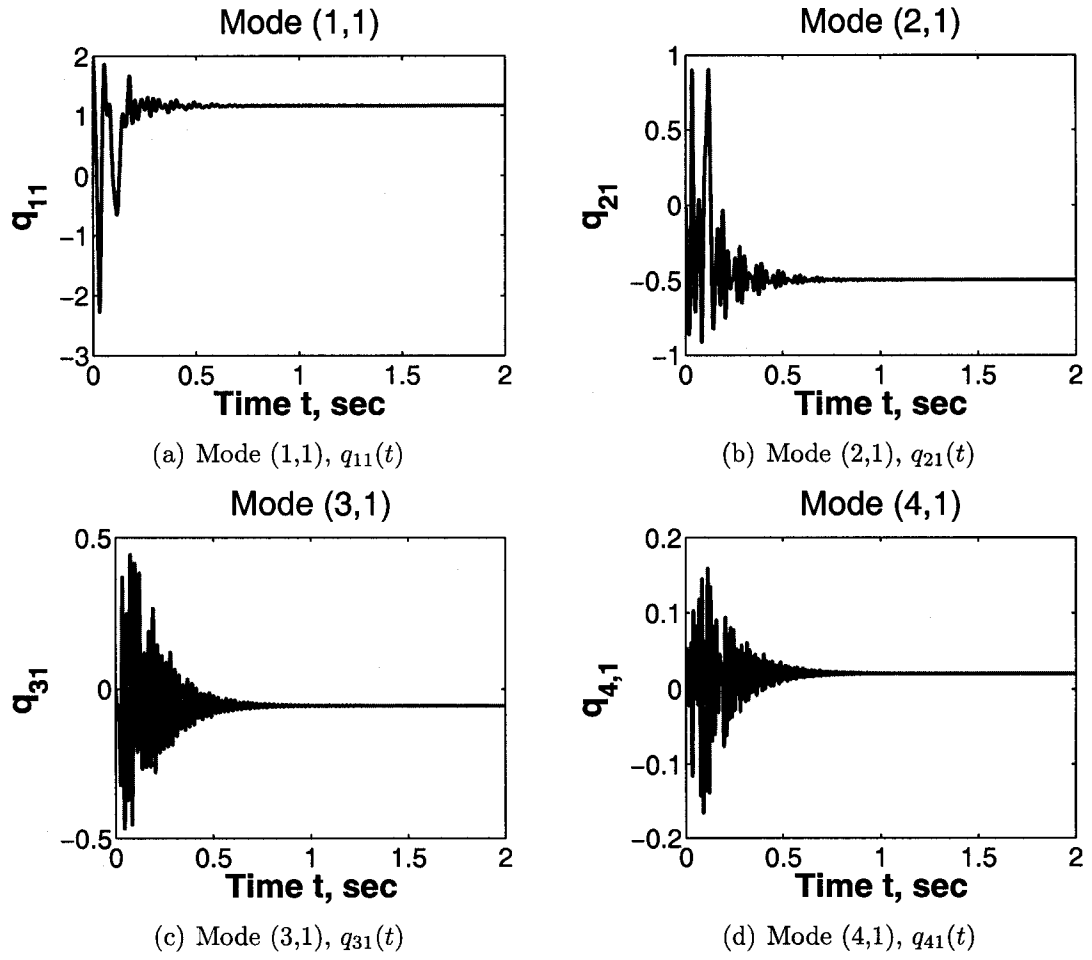 Mode (1,1)
2
1
0
−1
−2
−3
q11
0
0.5
1
1.5
2
Time t, sec
(a) Mode (1,1), q11(t)
Mode (2,1)
1
0.5
0
−0.5
−1
q21
0
0.5
1
1.5
2
Time t, sec
(b) Mode (2,1), q21(t)
Mode (3,1)
0.5
0
−0.5
q31
0
0.5
1
1.5
2
Time t, sec
(c) Mode (3,1), q31(t)
Mode (4,1)
0.2
0.1
0
−0.1
−0.2
q4,1
0
0.5
1
1.5
2
Time t, sec
(d) Mode (4,1), q41(t)